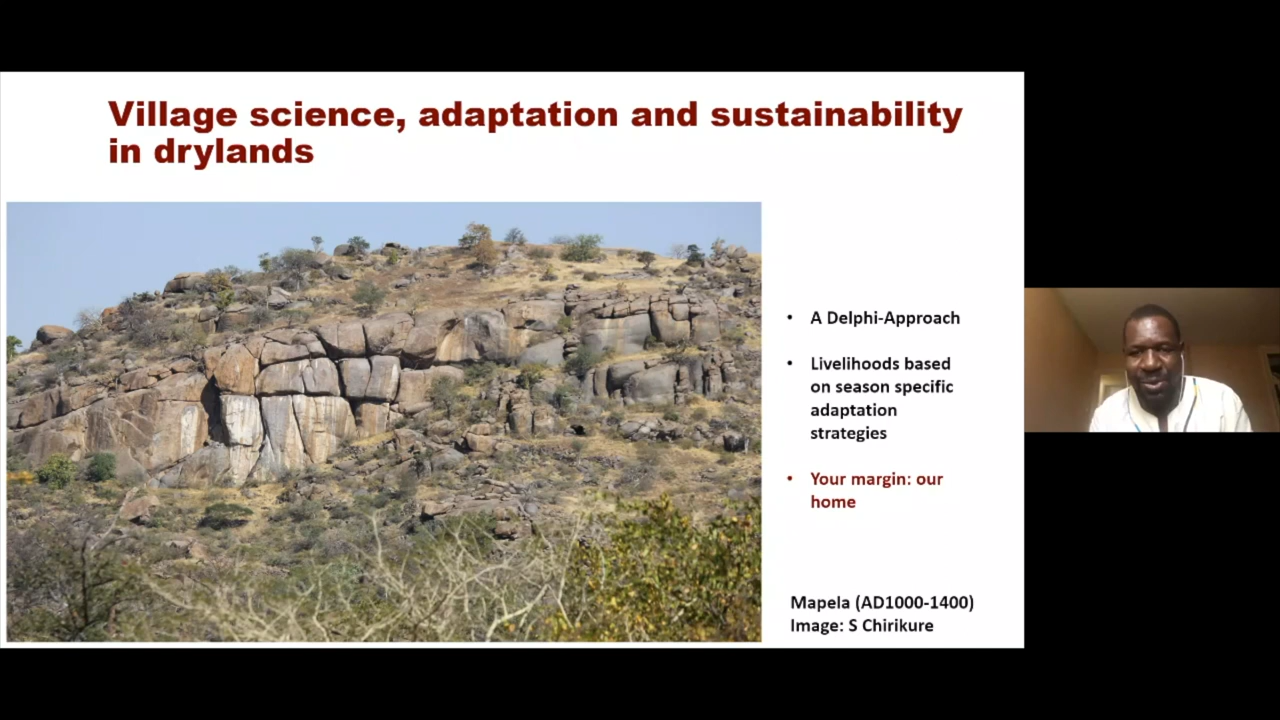 Village science, adaptation and sustainability
in drylands
• A Delphi-Approach
• Livelihoods based
on season specific
adaptation
strategies
• Your margin: our
home
Mapela (AD1000-1400)
Image: S Chirikure